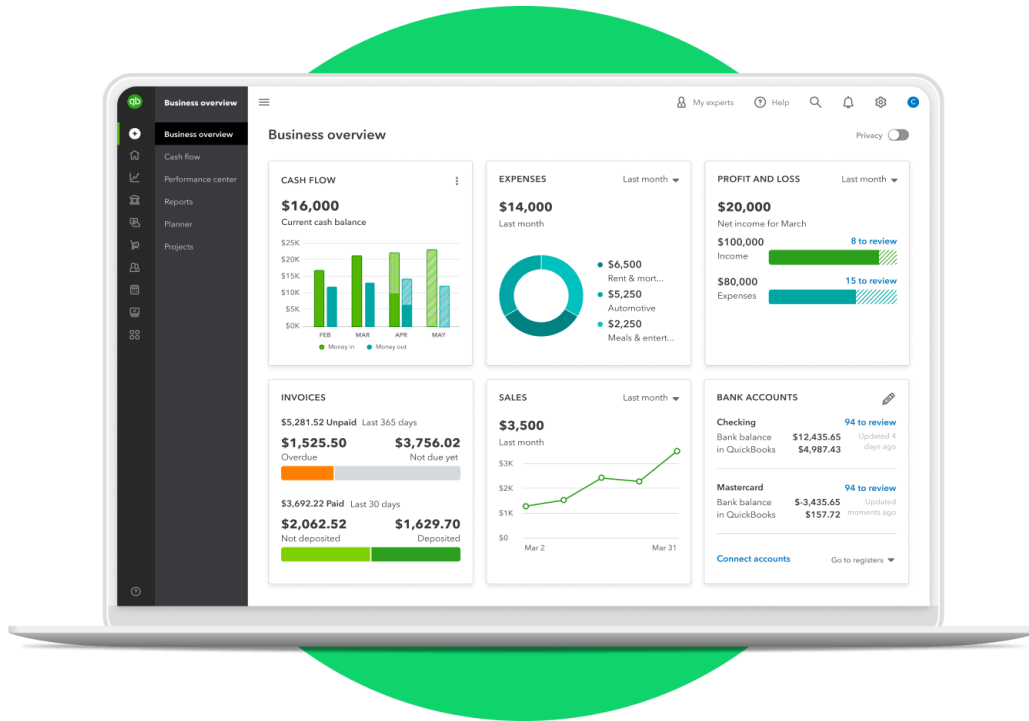 qb
Business overview
My experts
Help
C
Business overview
Cash flow
Performance center
Reports
Planner
Projects
Business overview
Privacy
CASH FLOW
$16,000
Current cash balance
$25K
$20K
$15K
$10K
$5K
$0K
FEB MAR APR MAY
Money in Money out
EXPENSES Last month
$14,000
Last month
$6,500
Rent & mort...
$5,250
Automotive
$2,250
Meals & entert...
PROFIT AND LOSS Last month
$20,000
Net income for March
$100,000 8 to review
Income
$80,000 15 to review
Expenses
INVOICES
$5,281.52 Unpaid Last 365 days
$1,525.50 $3,756.02
Overdue Not due yet
$3,692.22 Paid Last 30 days
$2,062.52 $1,629.70
Not deposited Deposited
SALES Last month
$3,500
Last month
$3K
$2K
$1K
$0
Mar 2 Mar 31
BANK ACCOUNTS
Checking 94 to review
Bank balance $12,435.65 Updated 4
in QuickBooks $4,987.43 days ago
Mastercard 94 to review
Bank balance $-3,435.65 Updated
in QuickBooks $157.72 moments ago
Connect accounts Go to registers